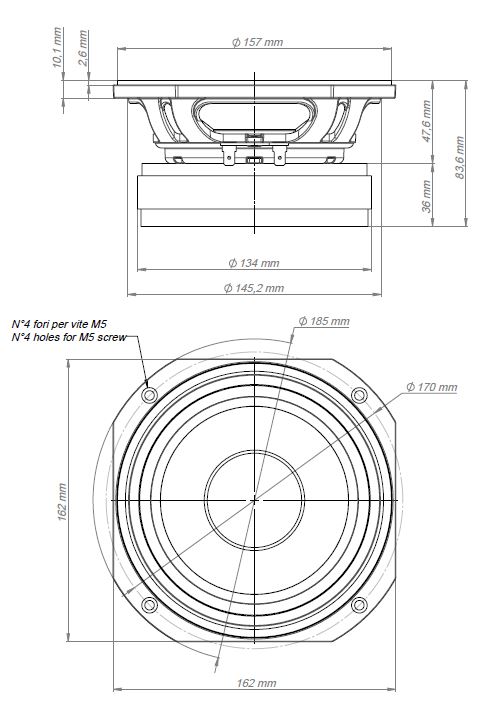 Ø 157 mm
10,1 mm
2,6 mm
47,6 mm
83,6 mm
36 mm
Ø 134 mm
Ø 145,2 mm
N°4 fori per vite M5
N°4 holes for M5 screw
Ø 185 mm
Ø 170 mm
162 mm
162 mm